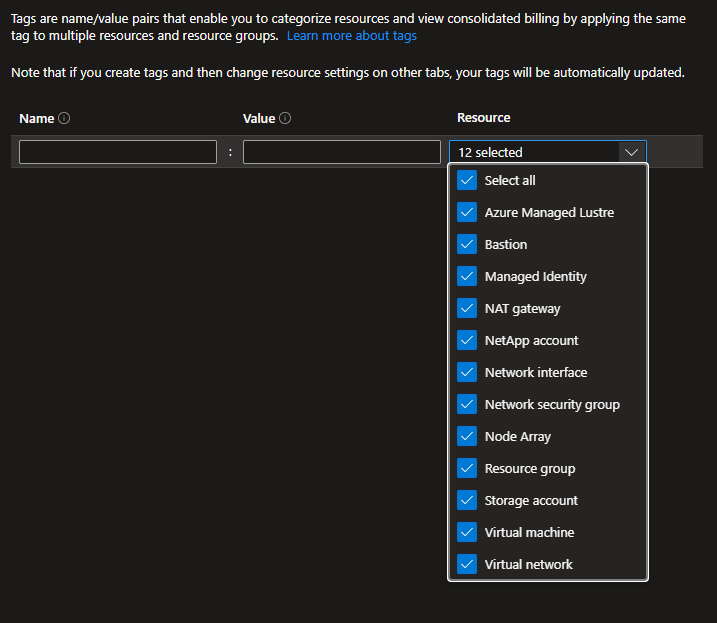 Tags are name/value pairs that enable you to categorize resources and view consolidated billing by applying the same
tag to multiple resources and resource groups. Learn more about tags
Note that if you create tags and then change resource settings on other tabs, your tags will be automatically updated.
Name Value Resource
: 12 selected
Select all
Azure Managed Lustre
Bastion
Managed Identity
NAT gateway
NetApp account
Network interface
Network security group
Node Array
Resource group
Storage account
Virtual machine
Virtual network